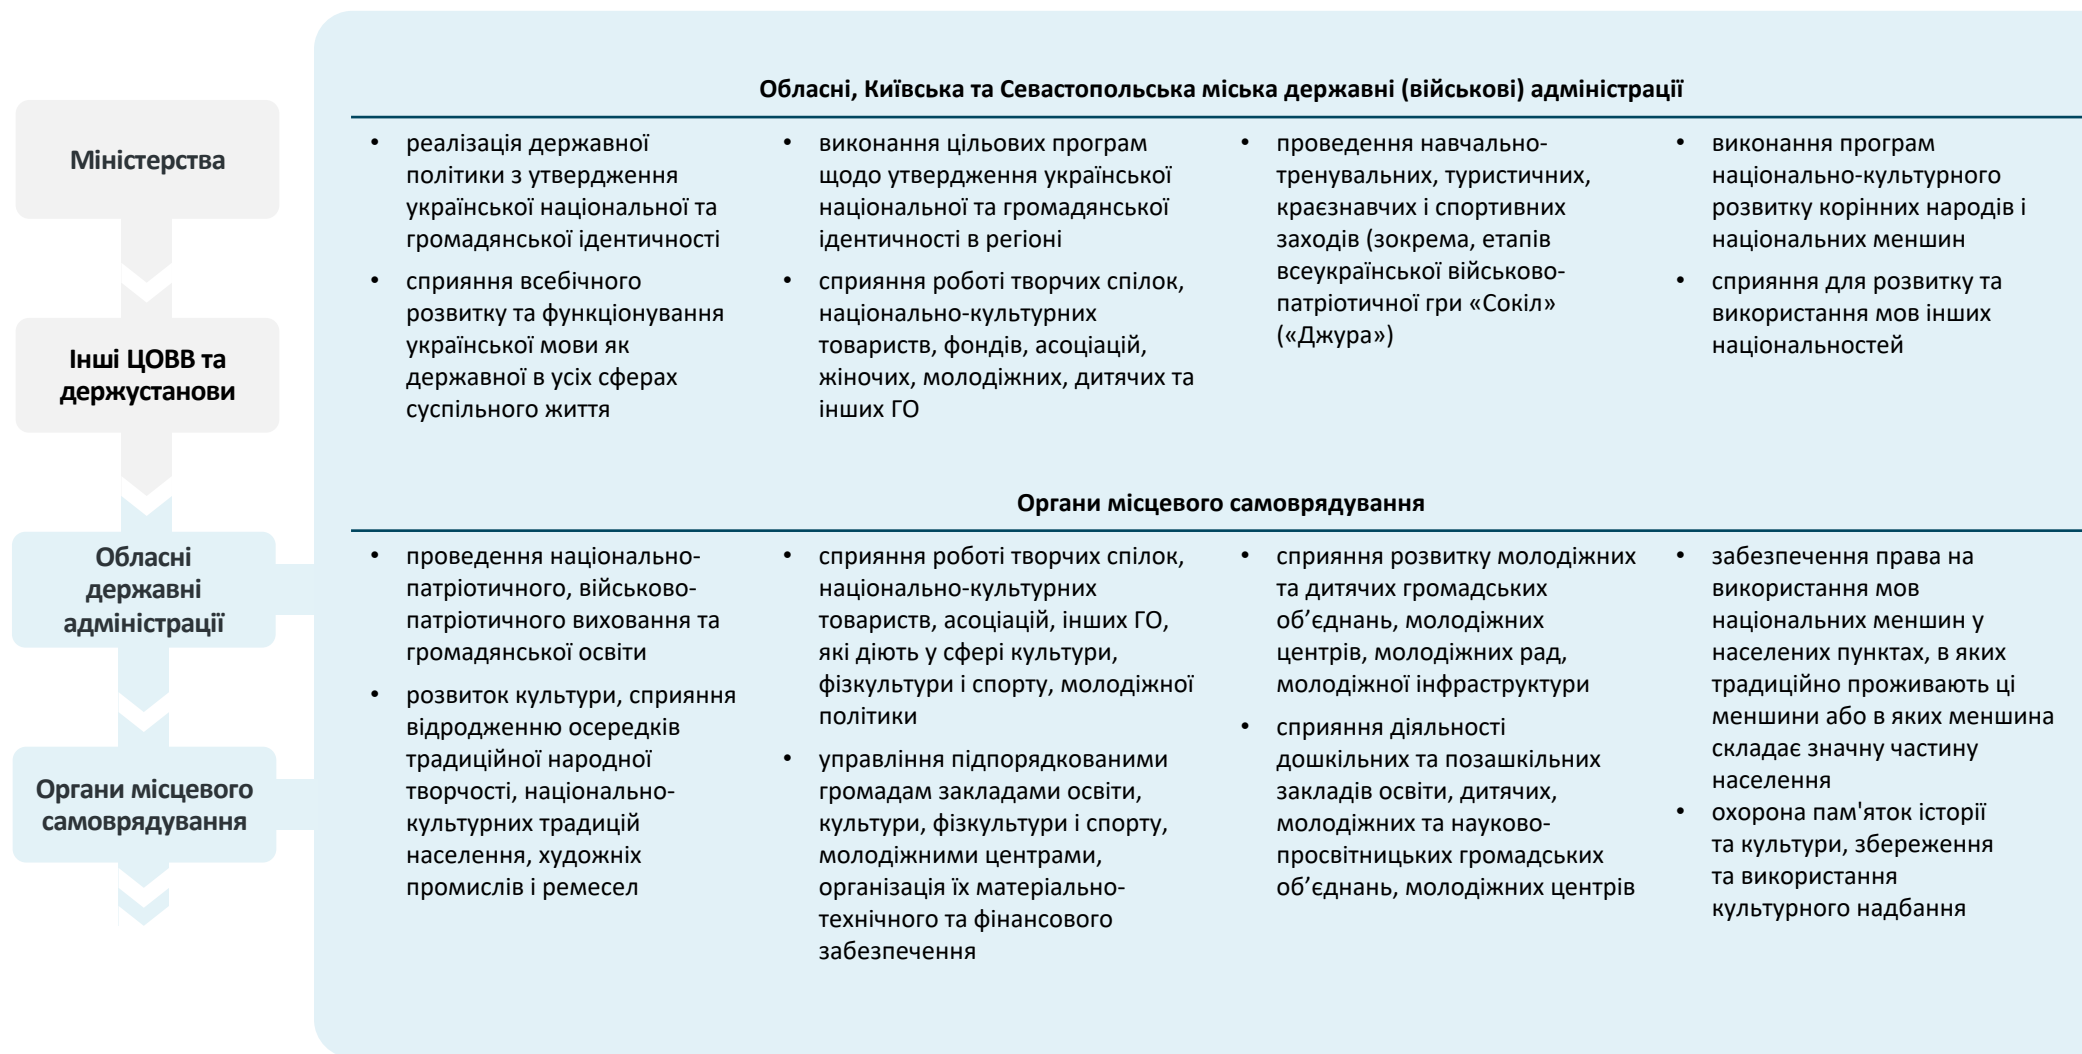 Міністерства
Інші ЦОВВ та
держустанови
Обласні
державні
адміністрації
Органи місцевого
самоврядування
Обласні, Київська та Севастопольська міська державні (військові) адміністрації
• реалізація державної
політики з утвердження
української національної та
громадянської ідентичності
• сприяння всебічного
розвитку та функціонування
української мови як
державної в усіх сферах
суспільного життя
• виконання цільових програм
щодо утвердження української
національної та громадянської
ідентичності в регіоні
• сприяння роботі творчих спілок,
національно-культурних
товариств, фондів, асоціацій,
жіночих, молодіжних, дитячих та
інших ГО
• проведення навчально-
тренувальних, туристичних,
краєзнавчих і спортивних
заходів (зокрема, етапів
всеукраїнської військово-
патріотичної гри «Сокіл»
(«Джура»)
• виконання програм
національно-культурного
розвитку корінних народів і
національних меншин
• сприяння для розвитку та
використання мов інших
національностей
Органи місцевого самоврядування
• проведення національно-
патріотичного, військово-
патріотичного виховання та
громадянської освіти
• розвиток культури, сприяння
відродженню осередків
традиційної народної
творчості, національно-
культурних традицій
населення, художніх
промислів і ремесел
• сприяння роботі творчих спілок,
національно-культурних
товариств, асоціацій, інших ГО,
які діють у сфері культури,
фізкультури і спорту, молодіжної
політики
• управління підпорядкованими
громадам закладами освіти,
культури, фізкультури і спорту,
молодіжними центрами,
організація їх матеріально-
технічного та фінансового
забезпечення
• сприяння розвитку молодіжних
та дитячих громадських
об’єднань, молодіжних
центрів, молодіжних рад,
молодіжної інфраструктури
• сприяння діяльності
дошкільних та позашкільних
закладів освіти, дитячих,
молодіжних та науково-
просвітницьких громадських
об’єднань, молодіжних центрів
• забезпечення права на
використання мов
національних меншин у
населених пунктах, в яких
традиційно проживають ці
меншини або в яких меншина
складає значну частину
населення
• охорона пам'яток історії
та культури, збереження
та використання
культурного надбання